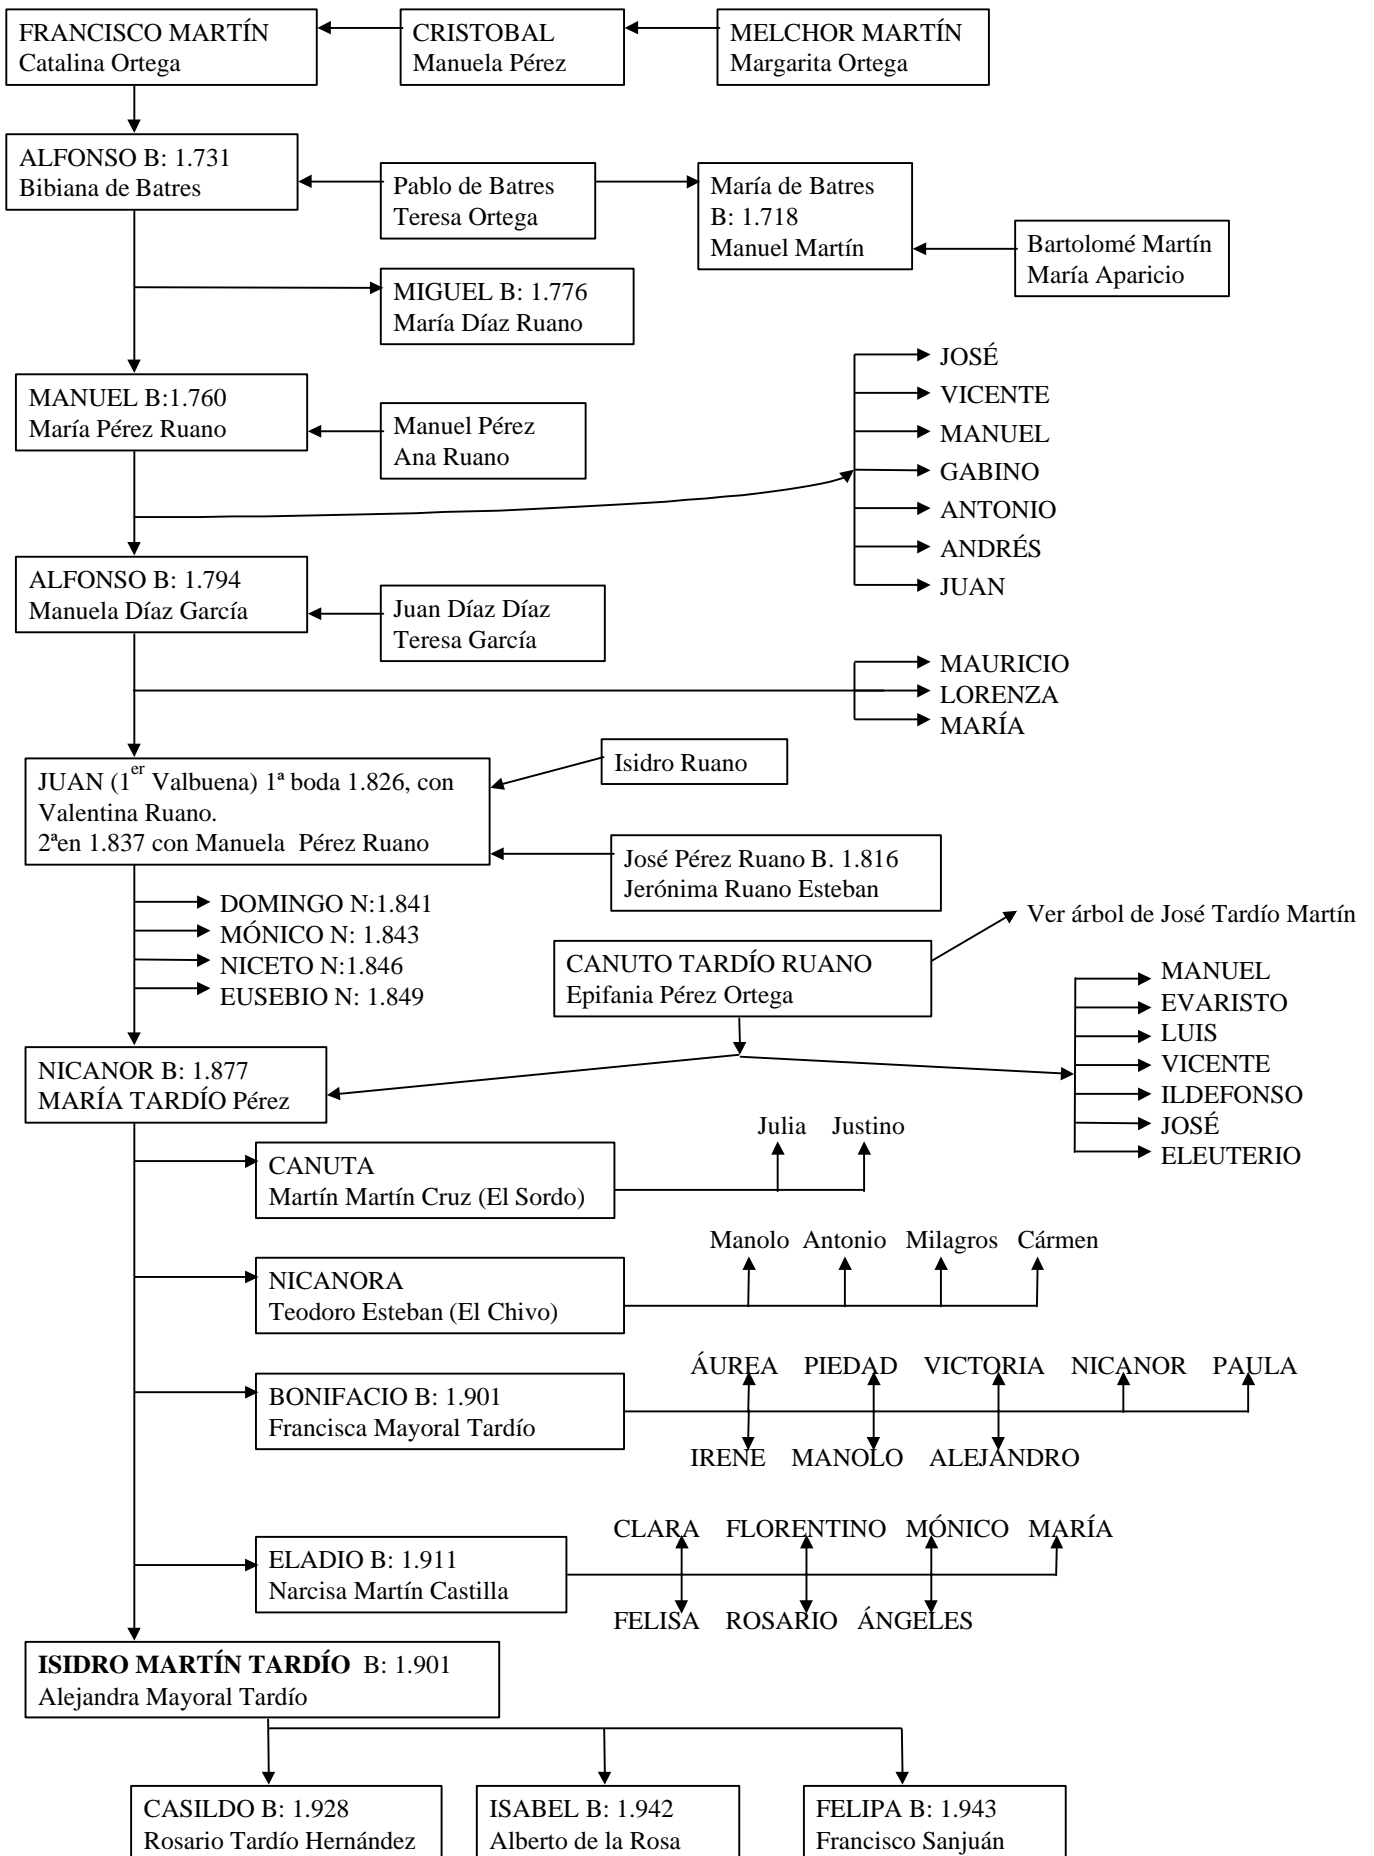 FRANCISCO MARTÍN
Catalina Ortega
CRISTOBAL
Manuela Pérez
MELCHOR MARTÍN
Margarita Ortega
ALFONSO B: 1.731
Bibiana de Batres
Pablo de Batres
Teresa Ortega
María de Batres
B: 1.718
Manuel Martín
Bartolomé Martín
María Aparicio
MIGUEL B: 1.776
María Díaz Ruano
MANUEL B:1.760
María Pérez Ruano
Manuel Pérez
Ana Ruano
JOSÉ
VICENTE
MANUEL
GABINO
ANTONIO
ANDRÉS
JUAN
ALFONSO B: 1.794
Manuela Díaz García
Juan Díaz Díaz
Teresa García
MAURICIO
LORENZA
MARÍA
JUAN (1er Valbuena) 1ª boda 1.826, con
Valentina Ruano.
2ªen 1.837 con Manuela Pérez Ruano
Isidro Ruano
José Pérez Ruano B. 1.816
Jerónima Ruano Esteban
DOMINGO N:1.841
MÓNICO N: 1.843
NICETO N:1.846
EUSEBIO N: 1.849
CANUTO TARDÍO RUANO
Epifania Pérez Ortega
Ver árbol de José Tardío Martín
MANUEL
EVARISTO
LUIS
VICENTE
ILDEFONSO
JOSÉ
ELEUTERIO
NICANOR B: 1.877
MARÍA TARDÍO Pérez
Julia Justino
CANUTA
Martín Martín Cruz (El Sordo)
Manolo Antonio Milagros Cármen
NICANORA
Teodoro Esteban (El Chivo)
ÁUREA PIEDAD VICTORIA NICANOR PAULA
BONIFACIO B: 1.901
Francisca Mayoral Tardío
IRENE MANOLO ALEJANDRO
CLARA FLORENTINO MÓNICO MARÍA
ELADIO B: 1.911
Narcisa Martín Castilla
FELISA ROSARIO ÁNGELES
ISIDRO MARTÍN TARDÍO B: 1.901
Alejandra Mayoral Tardío
CASILDO B: 1.928
Rosario Tardío Hernández
ISABEL B: 1.942
Alberto de la Rosa
FELIPA B: 1.943
Francisco Sanjuán